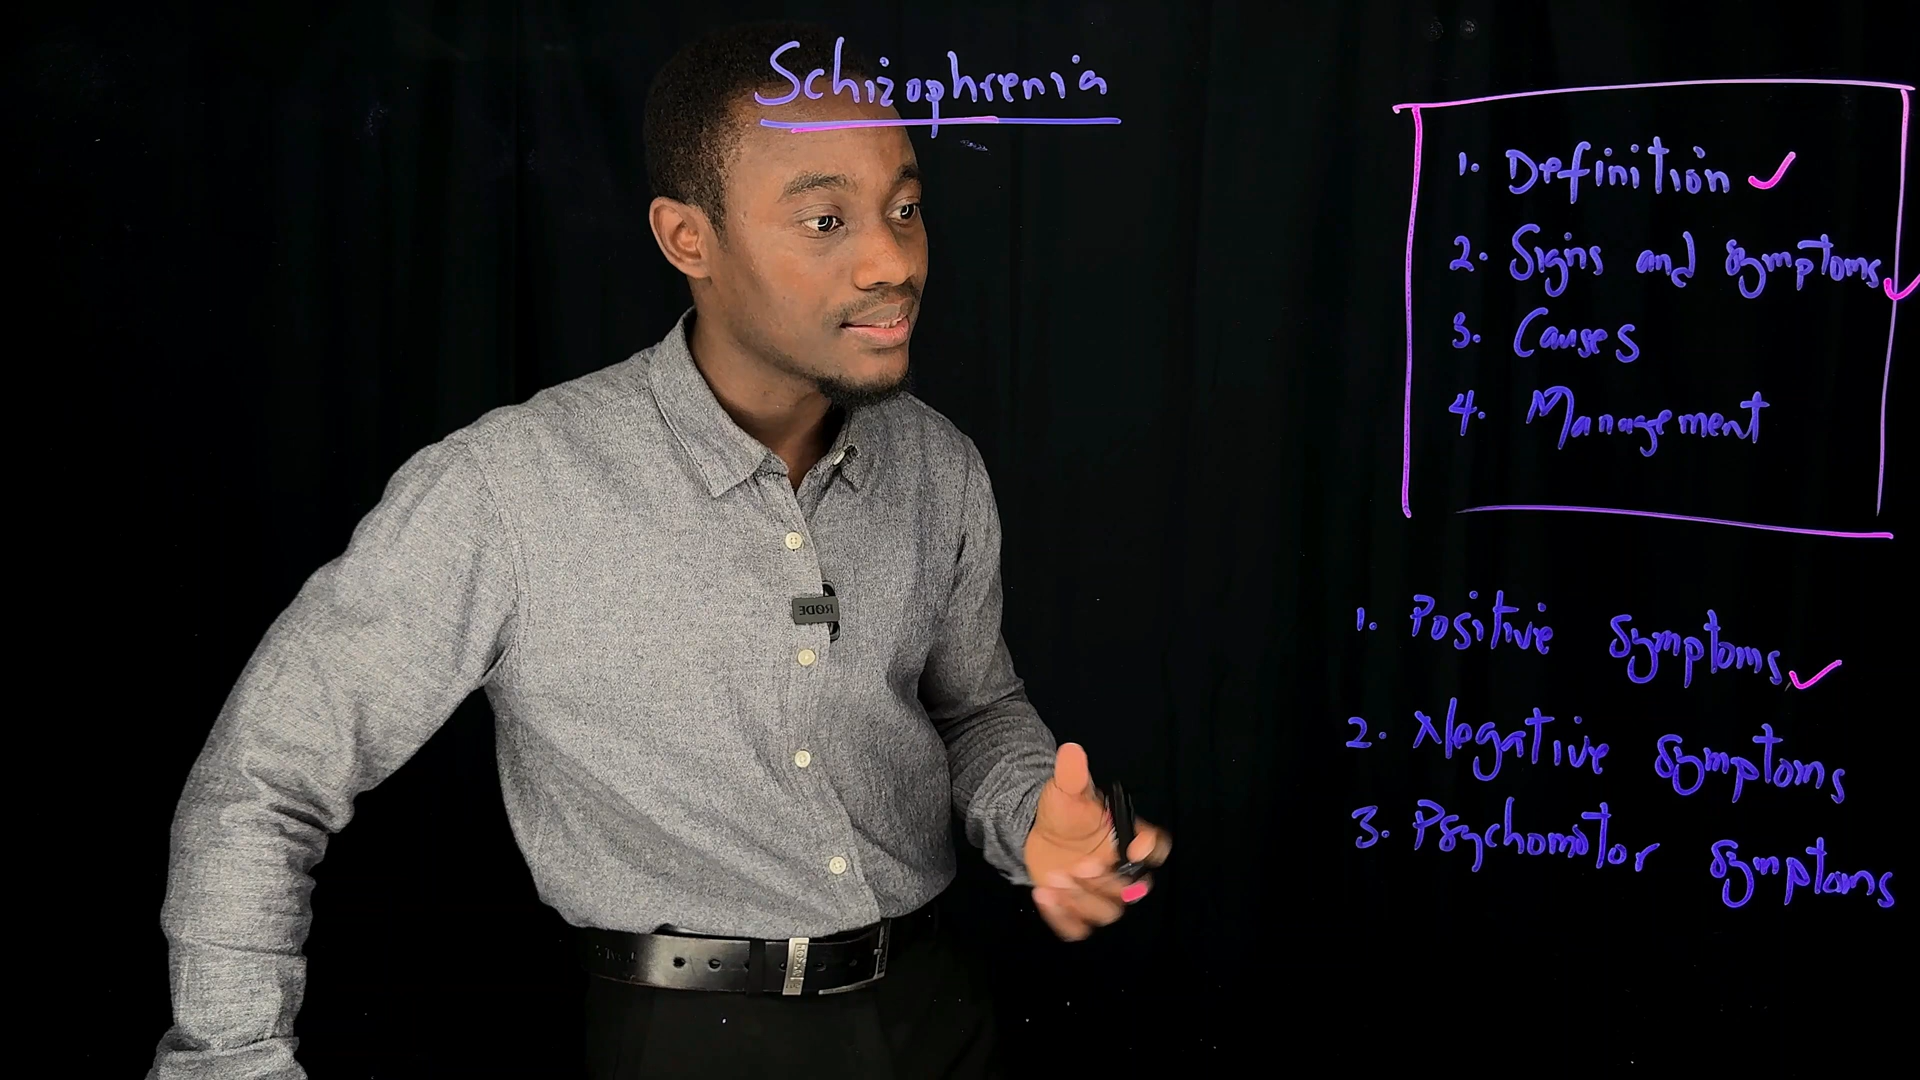 Schizophrenia
1. Definition ✓
2. Signs and symptoms ✓
3. Causes
4. Management
1. Positive symptoms ✓
2. Negative symptoms
3. Psychomotor symptoms
RØDE